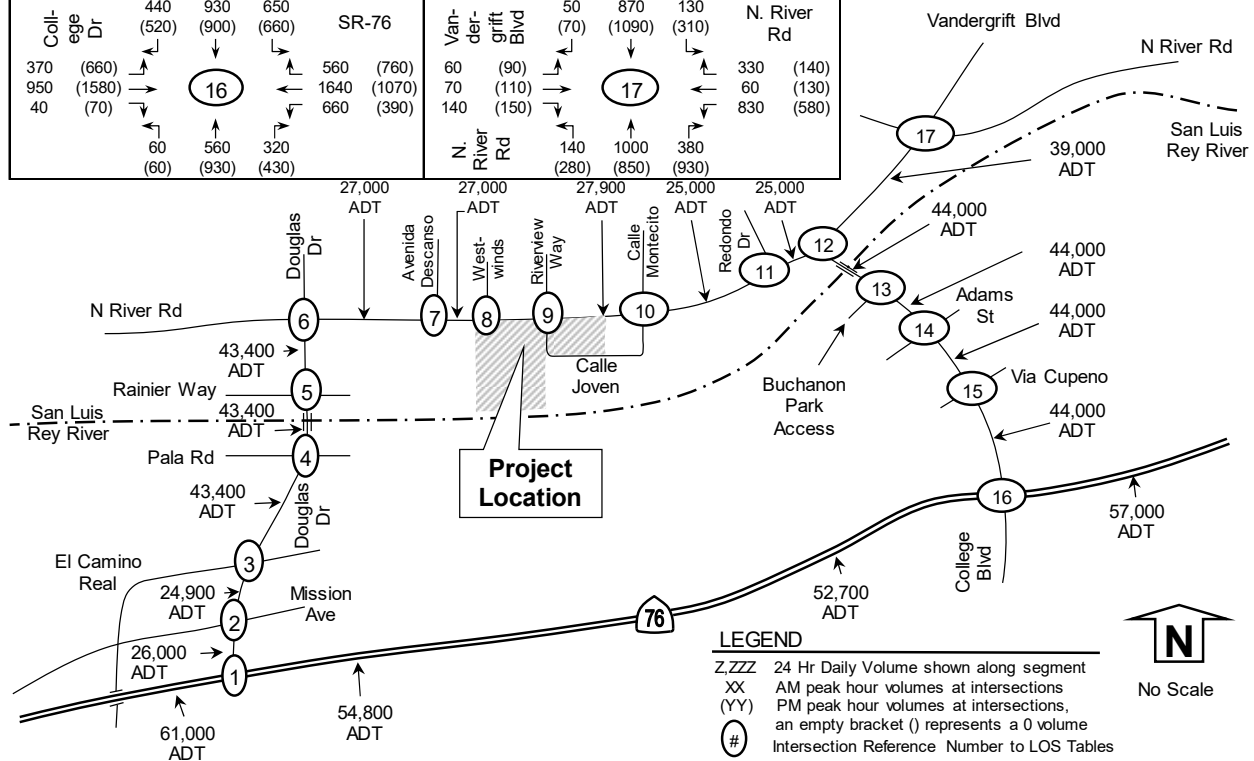 Coll-
ege
Dr
440 930 650
(520) (900) (660)
SR-76
370 (660)
950 (1580)
40 (70)
16
560 (760)
1640 (1070)
660 (390)
60 560 320
(60) (930) (430)
Van-
der-
grift
Blvd
50 870 130
(70) (1090) (310)
N. River
Rd
60 (90)
70 (110)
140 (150)
17
330 (140)
60 (130)
830 (580)
N.
River
Rd
140 1000 380
(280) (850) (930)
Vandergrift Blvd
N River Rd
17
San Luis
Rey River
39,000
ADT
27,000
ADT
27,000
ADT
27,900
ADT
25,000
ADT
25,000
ADT
44,000
ADT
Douglas
Dr
Avenida
Descanso
West-
winds
Riverview
Way
Calle
Montecito
Redondo
Dr
N River Rd
6
7
8
9
10
11
12
13
44,000
ADT
Adams
St
14
44,000
ADT
43,400
ADT
Calle
Joven
Buchanon
Park
Access
15
Via Cupeno
Rainier Way
5
San Luis
Rey River
43,400
ADT
44,000
ADT
Pala Rd
4
Project
Location
43,400
ADT
Douglas
Dr
16
57,000
ADT
College
Blvd
El Camino
Real
3
24,900
ADT
Mission
Ave
2
52,700
ADT
76
26,000
ADT
1
61,000
ADT
54,800
ADT
LEGEND
Z,ZZZ 24 Hr Daily Volume shown along segment
XX AM peak hour volumes at intersections
(YY) PM peak hour volumes at intersections,
an empty bracket () represents a 0 volume
# Intersection Reference Number to LOS Tables
N
No Scale